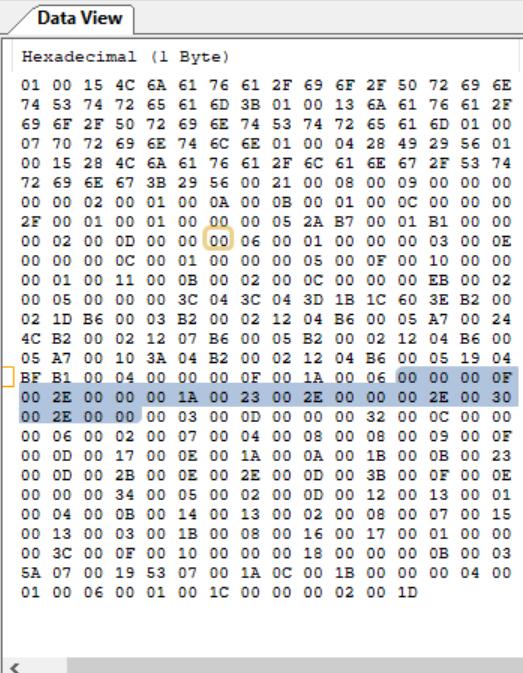 Data View
Hexadecimal (1 Byte)
01 00 15 4C 6A 61 76 61 2F 69 6F 2F 50 72 69 6E
74 53 74 72 65 61 6D 3B 01 00 13 6A 61 76 61 2F
69 6F 2F 50 72 69 6E 74 53 74 72 65 61 6D 01 00
07 70 72 69 6E 74 6C 6E 01 00 04 28 49 29 56 01
00 15 28 4C 6A 61 76 61 2F 6C 61 6E 67 2F 53 74
72 69 6E 67 3B 29 56 00 21 00 08 00 09 00 00 00
00 00 02 00 01 00 0A 00 0B 00 01 00 0C 00 00 00
2F 00 01 00 01 00 00 00 05 2A B7 00 01 B1 00 00
00 02 00 0D 00 00 00 06 00 01 00 00 00 03 00 0E
00 00 00 0C 00 01 00 00 00 05 00 0F 00 10 00 00
00 01 00 11 00 0B 00 02 00 0C 00 00 00 EB 00 02
00 05 00 00 00 3C 04 3C 04 3D 1B 1C 60 3E B2 00
02 1D B6 00 03 B2 00 02 12 04 B6 00 05 A7 00 24
4C B2 00 02 12 07 B6 00 05 B2 00 02 12 04 B6 00
05 A7 00 10 3A 04 B2 00 02 12 04 B6 00 05 19 04
BF B1 00 04 00 00 00 0F 00 1A 00 06 00 00 00 0F
00 2E 00 00 00 1A 00 23 00 2E 00 00 00 2E 00 30
00 2E 00 00 00 03 00 0D 00 00 00 32 00 0C 00 00
00 06 00 02 00 07 00 04 00 08 00 08 00 09 00 0F
00 0D 00 17 00 0E 00 1A 00 0A 00 1B 00 0B 00 23
00 0D 00 2B 00 0E 00 2E 00 0D 00 3B 00 0F 00 0E
00 00 00 34 00 05 00 02 00 0D 00 12 00 13 00 01
00 04 00 0B 00 14 00 13 00 02 00 08 00 07 00 15
00 13 00 03 00 1B 00 08 00 16 00 17 00 01 00 00
00 3C 00 0F 00 10 00 00 00 18 00 00 00 0B 00 03
5A 07 00 19 53 07 00 1A 0C 00 1B 00 00 00 04 00
01 00 06 00 01 00 1C 00 00 00 02 00 1D